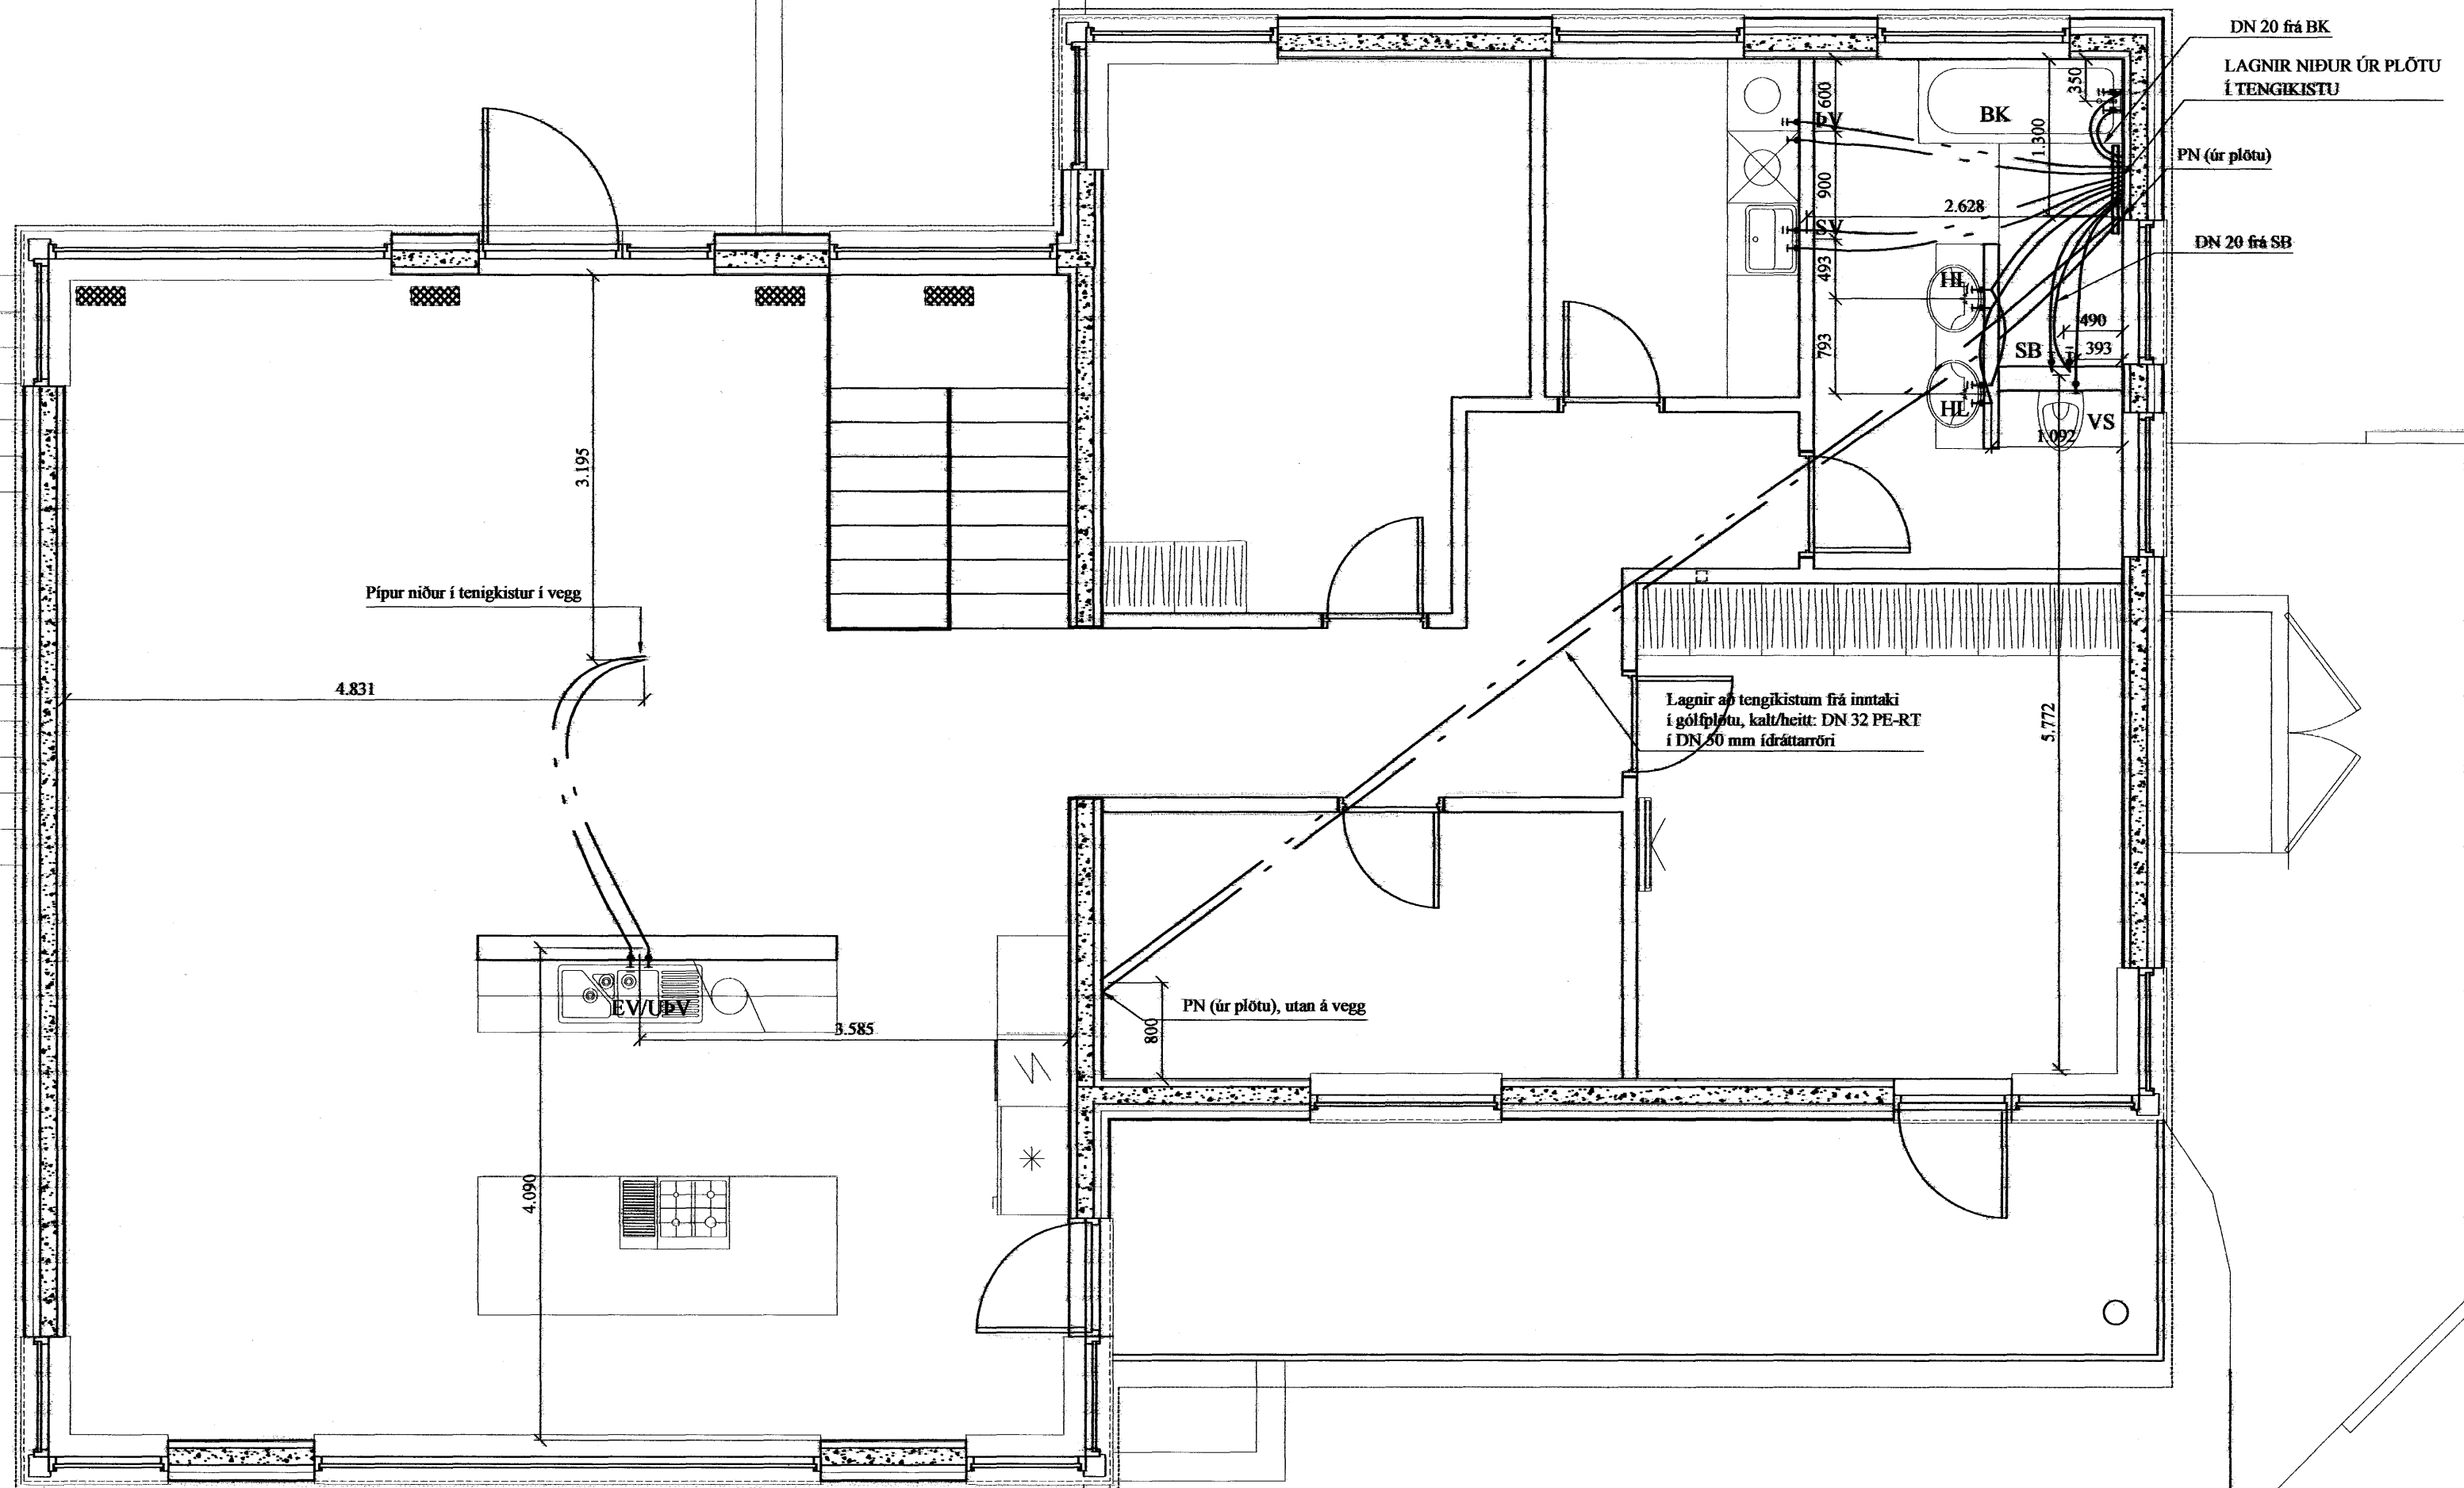 DN 20 frá BK
LAGNIR NIÐUR ÚR PLÖTU
Í TENGIKISTU
PN (úr plötu)
DN 20 frá SB
350
600
ÞV
BK
1.300
900
2.628
SV
493
HL
490
793
SB
393
HL
VS
1.092
3.195
Pípur niður í tenigkistur í vegg
4.831
Lagnir að tengikistum frá inntaki
í gólfplötu, kalt/heitt: DN 32 PE-RT
í DN 50 mm ídráttarröri
5.772
EV/UÞV
3.585
PN (úr plötu), utan á vegg
800
4.090